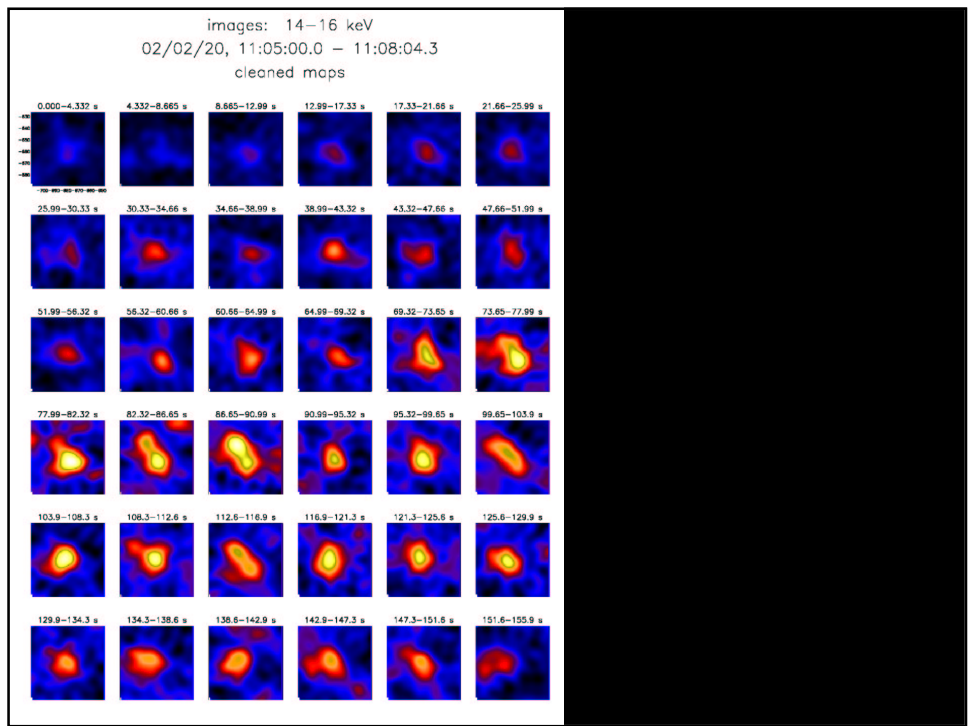 images: 14-16 keV
02/02/20, 11:05:00.0 - 11:08:04.3
cleaned maps
0.000-4.332 s 4.332-8.665 s 8.665-12.99 s 12.99-17.33 s 17.33-21.66 s 21.66-25.99 s
25.99-30.33 s 30.33-34.66 s 34.66-38.99 s 38.99-43.32 s 43.32-47.66 s 47.66-51.99 s
51.99-56.32 s 56.32-60.66 s 60.66-64.99 s 64.99-69.32 s 69.32-73.65 s 73.65-77.99 s
77.99-82.32 s 82.32-86.65 s 86.65-90.99 s 90.99-95.32 s 95.32-99.65 s 99.65-103.9 s
103.9-108.3 s 108.3-112.6 s 112.6-116.9 s 116.9-121.3 s 121.3-125.6 s 125.6-129.9 s
129.9-134.3 s 134.3-138.6 s 138.6-142.9 s 142.9-147.3 s 147.3-151.6 s 151.6-155.9 s